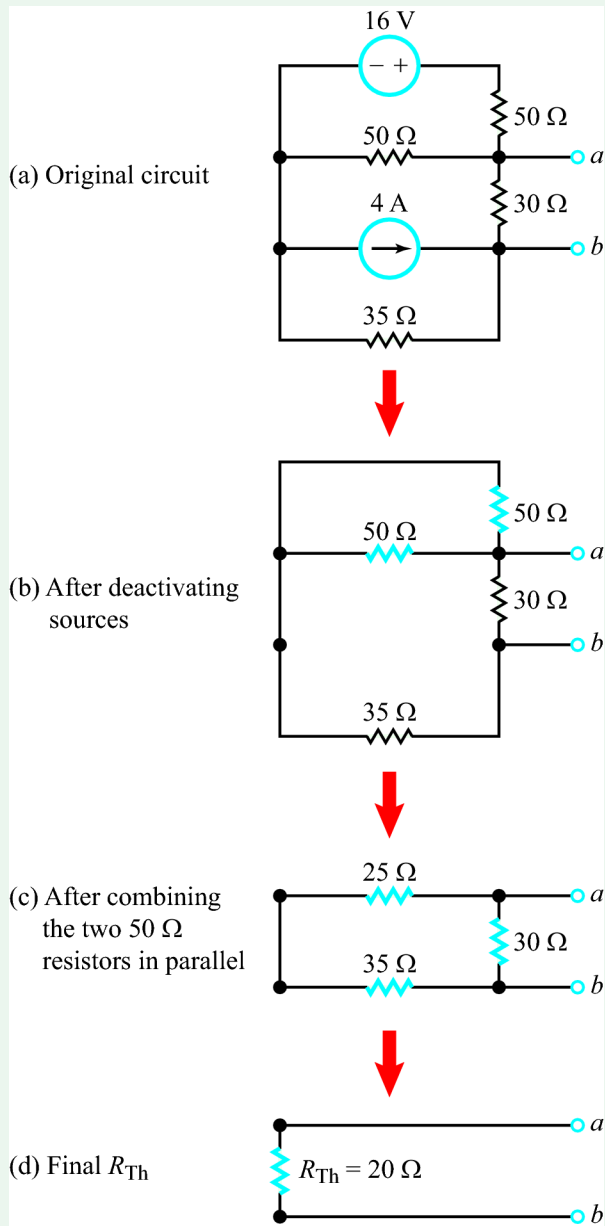 16 V
− +
50 Ω
50 Ω
a
(a) Original circuit
4 A
30 Ω
b
35 Ω
50 Ω
50 Ω
a
(b) After deactivating
sources
30 Ω
b
35 Ω
25 Ω
a
(c) After combining
the two 50 Ω
resistors in parallel
30 Ω
35 Ω
b
a
(d) Final RTh
RTh = 20 Ω
b